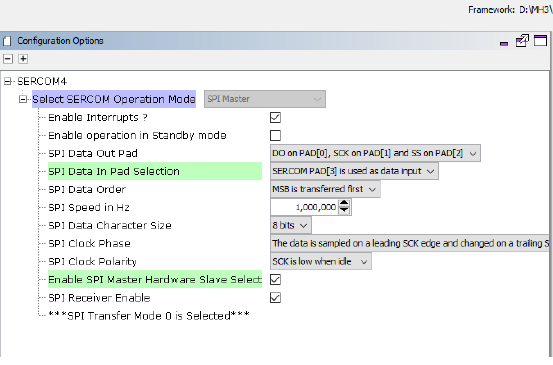 Framework: D:\MH3\
Configuration Options
SERCOM4
Select SERCOM Operation Mode SPI Master
Enable Interrupts ?
Enable operation in Standby mode
SPI Data Out Pad DO on PAD[0], SCK on PAD[1] and SS on PAD[2]
SPI Data In Pad Selection SERCOM PAD[3] is used as data input
SPI Data Order MSB is transferred first
SPI Speed in Hz 1,000,000
SPI Data Character Size 8 bits
SPI Clock Phase The data is sampled on a leading SCK edge and changed on a trailing S
SPI Clock Polarity SCK is low when idle
Enable SPI Master Hardware Slave Select
SPI Receiver Enable
***SPI Transfer Mode 0 is Selected***